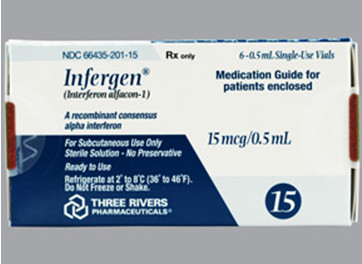 NDC 66435-201-15
Rx only
6 - 0.5 mL Single-Use Vials
Infergen®
(Interferon alfacon-1)
Medication Guide for
patients enclosed
A recombinant consensus
alpha interferon
15 mcg/0.5 mL
For Subcutaneous Use Only
Sterile Solution - No Preservative
Ready to Use
Refrigerate at 2° to 8°C (36° to 46°F).
Do Not Freeze or Shake.
THREE RIVERS
PHARMACEUTICALS®
15